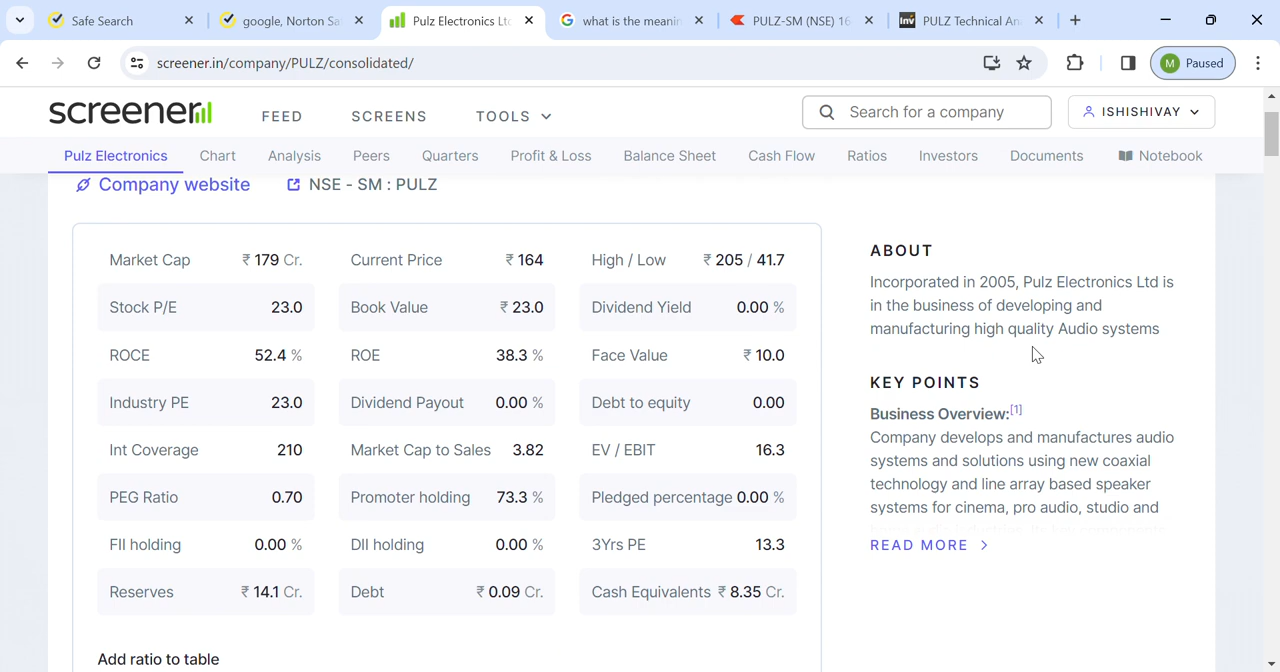 Safe Search
google, Norton Sa
Pulz Electronics Ltd
what is the meanin
PULZ-SM (NSE) 16
PULZ Technical An
screener.in/company/PULZ/consolidated/
M Paused
screener
FEED
SCREENS
TOOLS
Search for a company
ISHISHIVAY
Pulz Electronics
Chart
Analysis
Peers
Quarters
Profit & Loss
Balance Sheet
Cash Flow
Ratios
Investors
Documents
Notebook
Company website
NSE - SM : PULZ
Market Cap ₹ 179 Cr.
Current Price ₹ 164
High / Low ₹ 205 / 41.7
Stock P/E 23.0
Book Value ₹ 23.0
Dividend Yield 0.00 %
ROCE 52.4 %
ROE 38.3 %
Face Value ₹ 10.0
Industry PE 23.0
Dividend Payout 0.00 %
Debt to equity 0.00
Int Coverage 210
Market Cap to Sales 3.82
EV / EBIT 16.3
PEG Ratio 0.70
Promoter holding 73.3 %
Pledged percentage 0.00 %
FII holding 0.00 %
DII holding 0.00 %
3Yrs PE 13.3
Reserves ₹ 14.1 Cr.
Debt ₹ 0.09 Cr.
Cash Equivalents ₹ 8.35 Cr.
Add ratio to table
ABOUT
Incorporated in 2005, Pulz Electronics Ltd is
in the business of developing and
manufacturing high quality Audio systems
KEY POINTS
Business Overview:[1]
Company develops and manufactures audio
systems and solutions using new coaxial
technology and line array based speaker
systems for cinema, pro audio, studio and
READ MORE